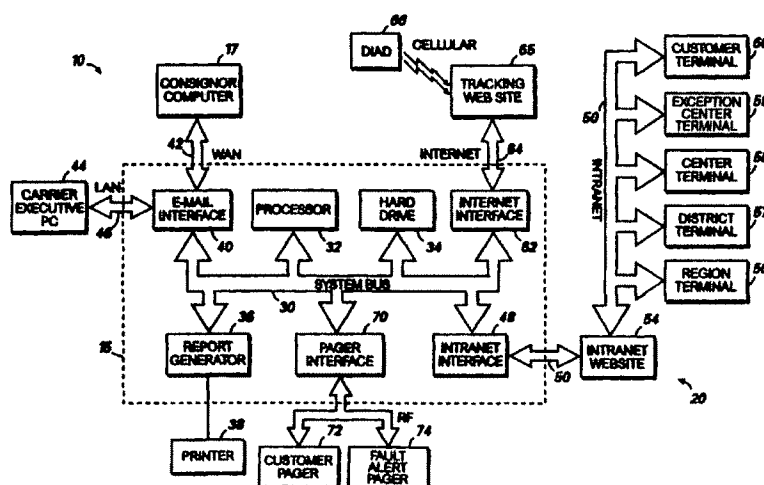 66
DIAD
CELLULAR
65
TRACKING
WEB SITE
10
17
CONSIGNOR
COMPUTER
42
WAN
INTERNET
64
CUSTOMER
TERMINAL
EXCEPTION
CENTER
TERMINAL
CENTER
TERMINAL
DISTRICT
TERMINAL
REGION
TERMINAL
50
INTRANET
44
CARRIER
EXECUTIVE
PC
LAN
46
E-MAIL
INTERFACE
40
PROCESSOR
32
HARD
DRIVE
34
INTERNET
INTERFACE
62
SYSTEM BUS
30
15
36
REPORT
GENERATOR
70
PAGER
INTERFACE
48
INTRANET
INTERFACE
50
54
INTRANET
WEBSITE
20
38
PRINTER
RF
72
CUSTOMER
PAGER
74
FAULT
ALERT
PAGER